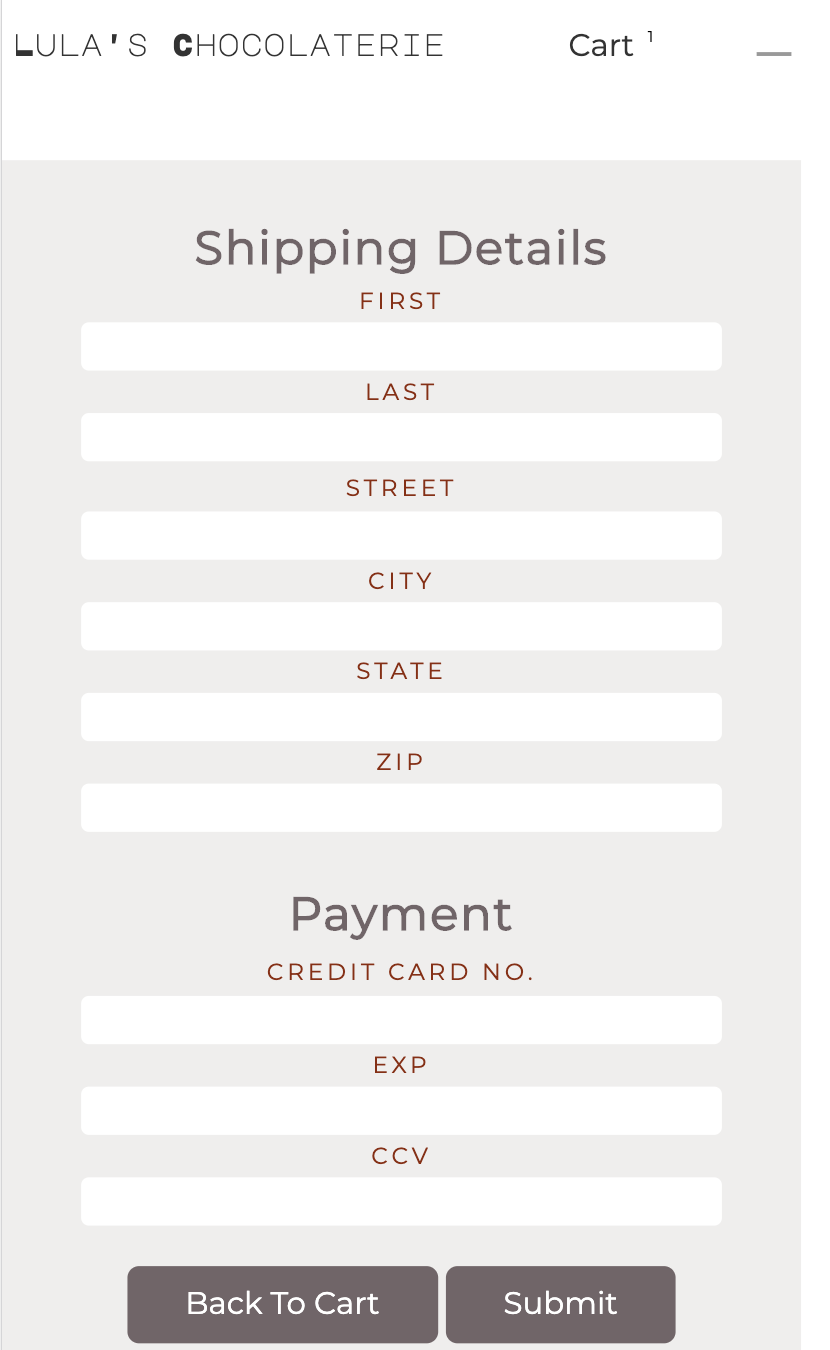 LULA'S CHOCOLATERIE Cart 1
Shipping Details
FIRST
LAST
STREET
CITY
STATE
ZIP
Payment
CREDIT CARD NO.
EXP
CCV
Back To Cart Submit